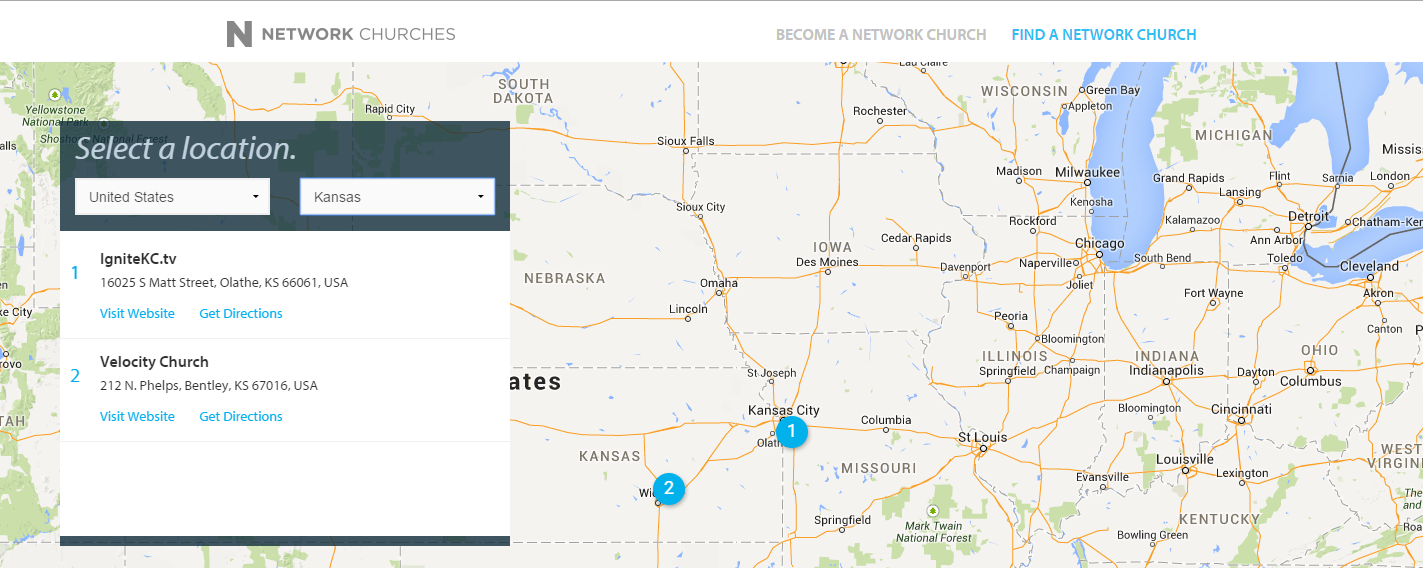 N NETWORK CHURCHES
BECOME A NETWORK CHURCH
FIND A NETWORK CHURCH
Select a location.
United States
Kansas
1
IgniteKC.tv
16025 S Matt Street, Olathe, KS 66061, USA
Visit Website Get Directions
2
Velocity Church
212 N. Phelps, Bentley, KS 67016, USA
Visit Website Get Directions
Yellowstone
National Park
Rapid City
SOUTH
DAKOTA
Sioux Falls
Sioux City
NEBRASKA
Omaha
Lincoln
IOWA
Des Moines
Cedar Rapids
Davenport
Rochester
WISCONSIN
Green Bay
Appleton
Madison
Milwaukee
Kenosha
Rockford
Chicago
Naperville
Joliet
South Bend
MICHIGAN
Grand Rapids
Flint
Lansing
Kalamazoo
Ann Arbor
Detroit
Sarnia
London
Toledo
Cleveland
Akron
Canton
Fort Wayne
Peoria
Bloomington
ILLINOIS
Springfield
Champaign
INDIANA
Indianapolis
OHIO
Dayton
Columbus
Bloomington
Cincinnati
St Joseph
ates
Kansas City
1
Columbia
St Louis
KANSAS
2
MISSOURI
Springfield
Mark Twain
National Forest
Evansville
Louisville
Lexington
KENTUCKY
Bowling Green